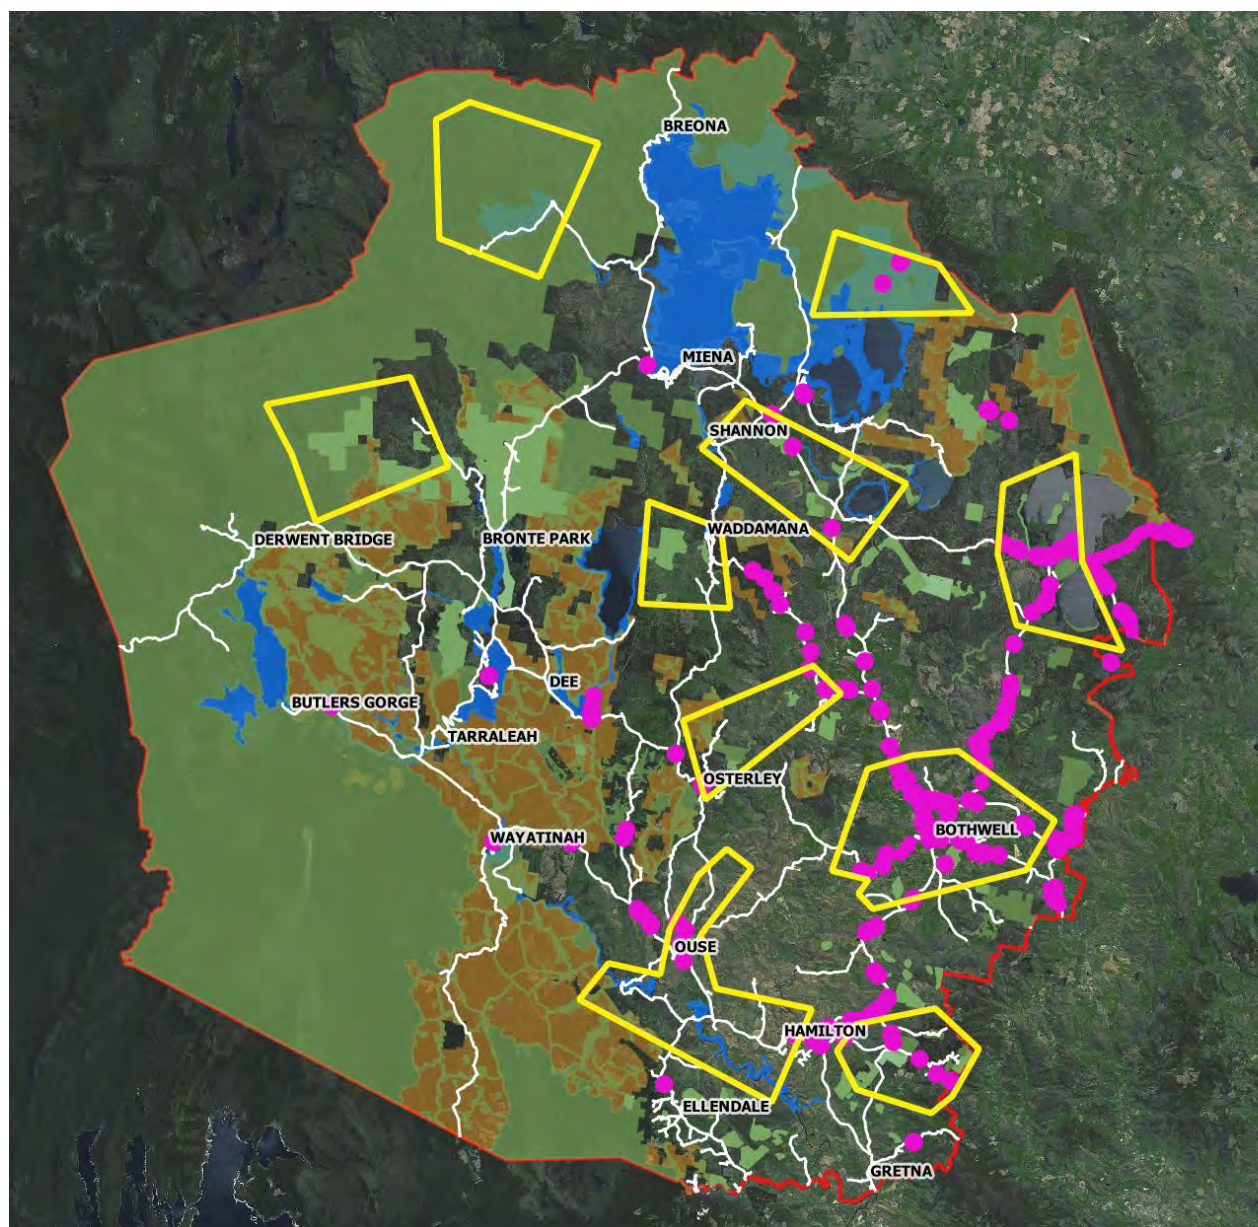 BREONA
MIENA
SHANNON
WADDAMANA
DERWENT BRIDGE
BRONTE PARK
DEE
BUTLERS GORGE
TARRALEAH
OSTERLEY
WAYATINAH
BOTHWELL
OUSE
HAMILTON
ELLENDALE
GRETNA